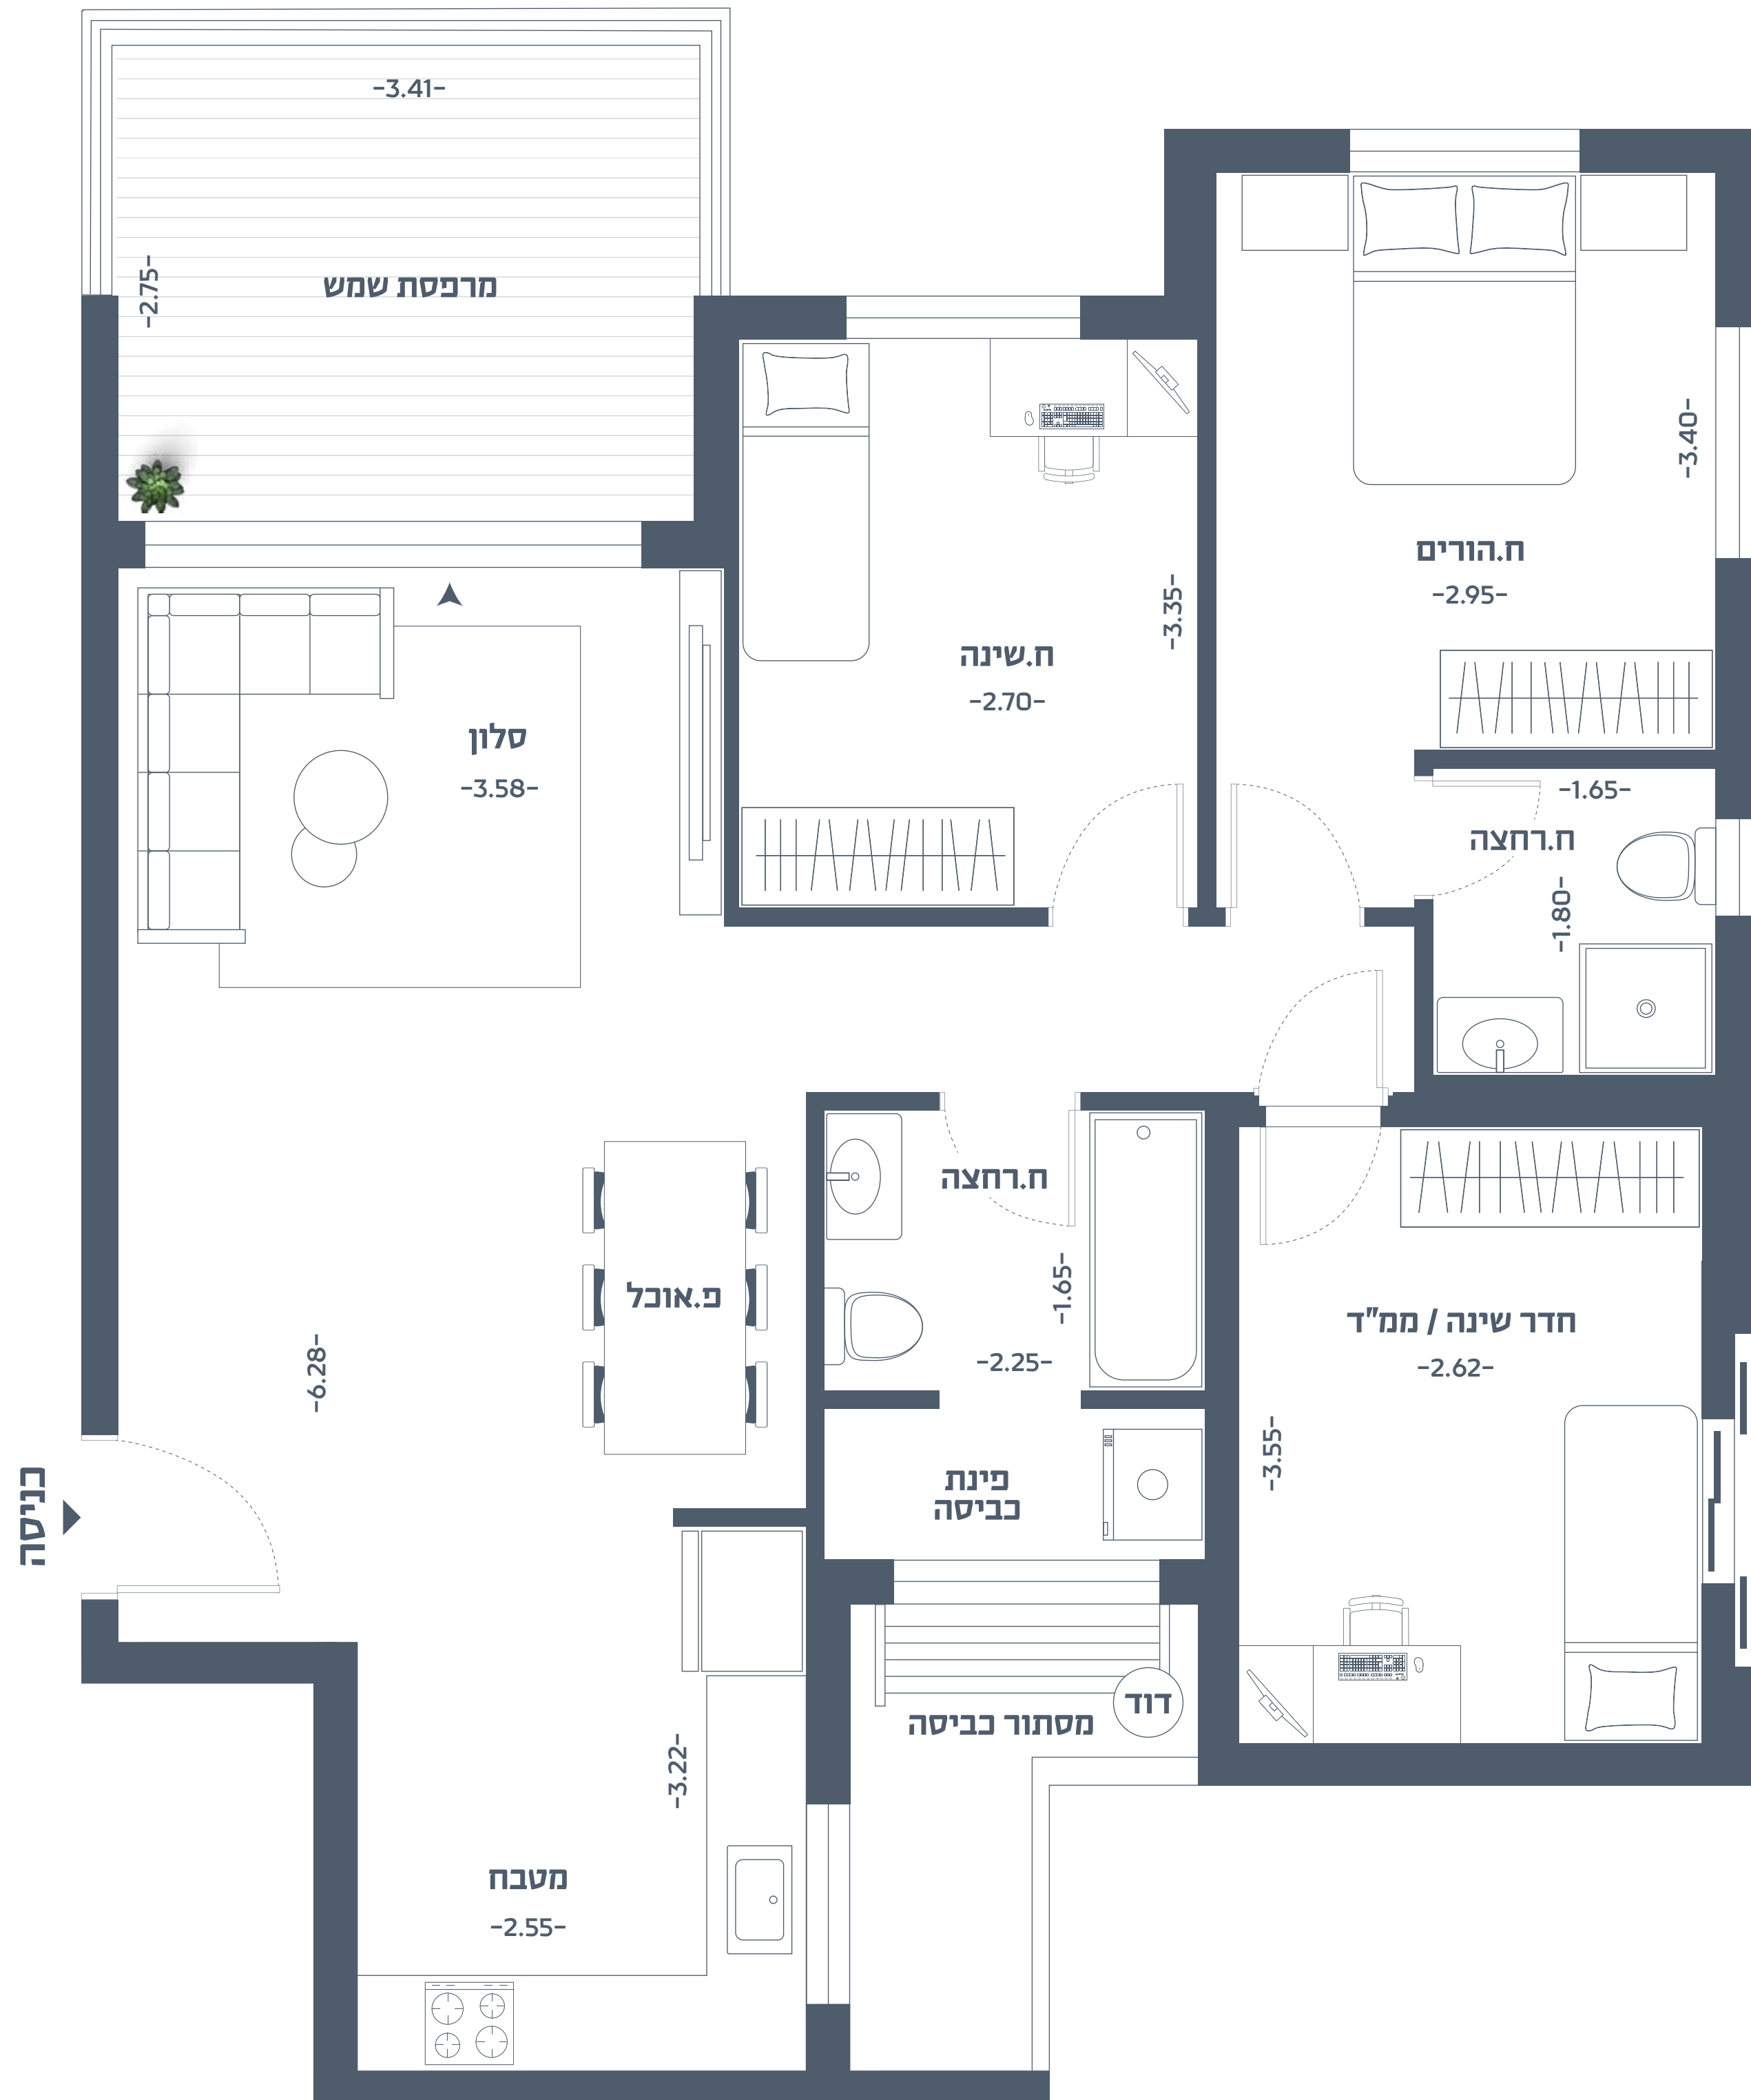 -3.41-
-2.75-
מרפסת שמש
-3.40-
ח.הורים
-2.95-
-3.35-
ח.שינה
-2.70-
סלון
-3.58-
-1.65-
ח.רחצה
-1.80-
ח.רחצה
-1.65-
-2.25-
פ.אוכל
-6.28-
חדר שינה / ממ"ד
-2.62-
-3.55-
כניסה
פינת
כביסה
דוד
מסתור כביסה
-3.22-
מטבח
-2.55-